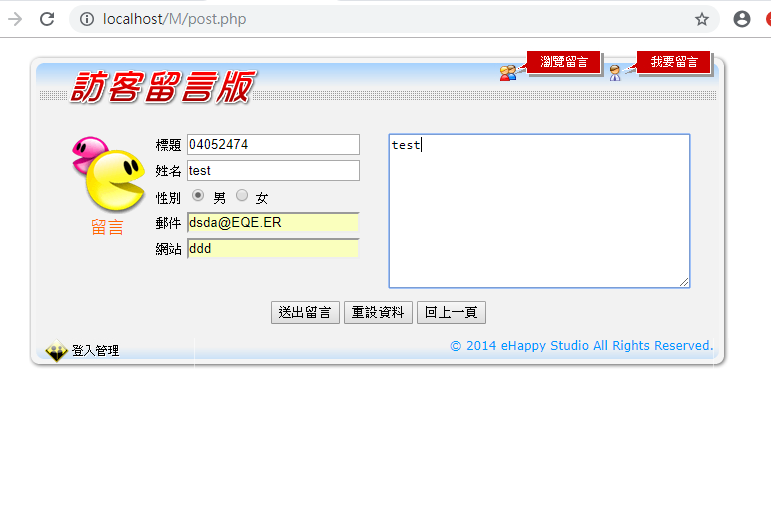 localhost/M/post.php
瀏覽留言
我要留言
訪客留言版
標題 04052474
姓名 test
性別 男 女
郵件 dsda@EQE.ER
網站 ddd
留言
test
送出留言 重設資料 回上一頁
登入管理
© 2014 eHappy Studio All Rights Reserved.